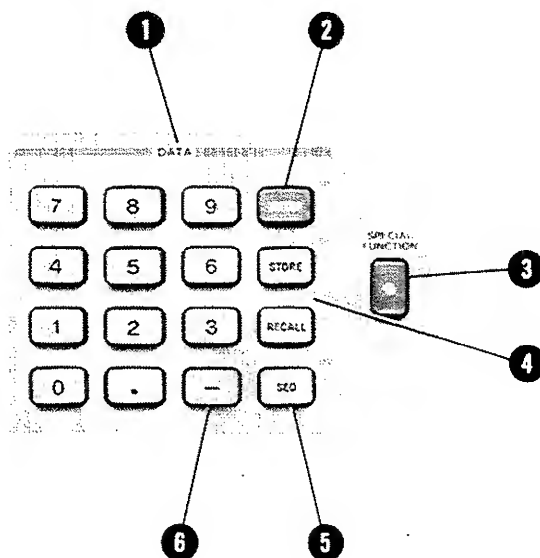 1 2
DATA
7 8 9
SPECIAL
FUNCTION
4 5 6 STORE
3
1 2 3 RECALL
4
0 . – SEQ
6 5